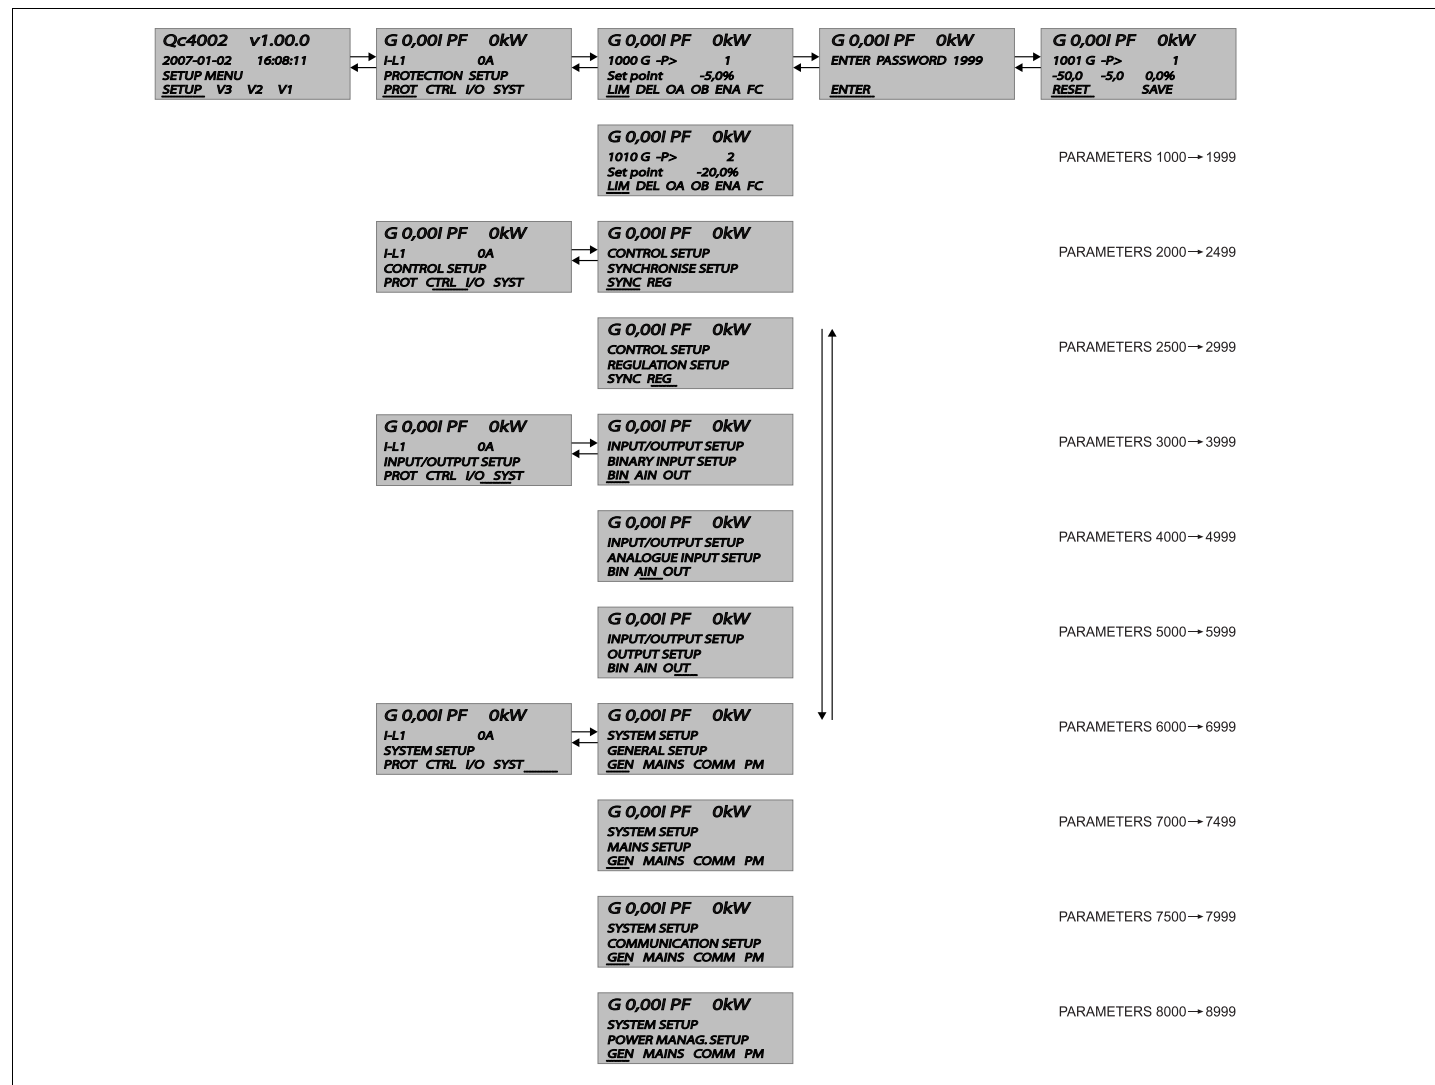 Qc4002 v1.00.0
2007-01-02 16:08:11
SETUP MENU
SETUP V3 V2 V1
G 0,00I PF 0kW
I-L1 0A
PROTECTION SETUP
PROT CTRL I/O SYST
G 0,00I PF 0kW
1000 G -P> 1
Set point -5,0%
LIM DEL OA OB ENA FC
G 0,00I PF 0kW
ENTER PASSWORD 1999
ENTER
G 0,00I PF 0kW
1001 G -P> 1
-50,0 -5,0 0,0%
RESET SAVE
G 0,00I PF 0kW
1010 G -P> 2
Set point -20,0%
LIM DEL OA OB ENA FC
PARAMETERS 1000→1999
G 0,00I PF 0kW
I-L1 0A
CONTROL SETUP
PROT CTRL I/O SYST
G 0,00I PF 0kW
CONTROL SETUP
SYNCHRONISE SETUP
SYNC REG
PARAMETERS 2000→2499
G 0,00I PF 0kW
CONTROL SETUP
REGULATION SETUP
SYNC REG
PARAMETERS 2500→2999
G 0,00I PF 0kW
I-L1 0A
INPUT/OUTPUT SETUP
PROT CTRL I/O SYST
G 0,00I PF 0kW
INPUT/OUTPUT SETUP
BINARY INPUT SETUP
BIN AIN OUT
PARAMETERS 3000→3999
G 0,00I PF 0kW
INPUT/OUTPUT SETUP
ANALOGUE INPUT SETUP
BIN AIN OUT
PARAMETERS 4000→4999
G 0,00I PF 0kW
INPUT/OUTPUT SETUP
OUTPUT SETUP
BIN AIN OUT
PARAMETERS 5000→5999
G 0,00I PF 0kW
I-L1 0A
SYSTEM SETUP
PROT CTRL I/O SYST
G 0,00I PF 0kW
SYSTEM SETUP
GENERAL SETUP
GEN MAINS COMM PM
PARAMETERS 6000→6999
G 0,00I PF 0kW
SYSTEM SETUP
MAINS SETUP
GEN MAINS COMM PM
PARAMETERS 7000→7499
G 0,00I PF 0kW
SYSTEM SETUP
COMMUNICATION SETUP
GEN MAINS COMM PM
PARAMETERS 7500→7999
G 0,00I PF 0kW
SYSTEM SETUP
POWER MANAG. SETUP
GEN MAINS COMM PM
PARAMETERS 8000→8999